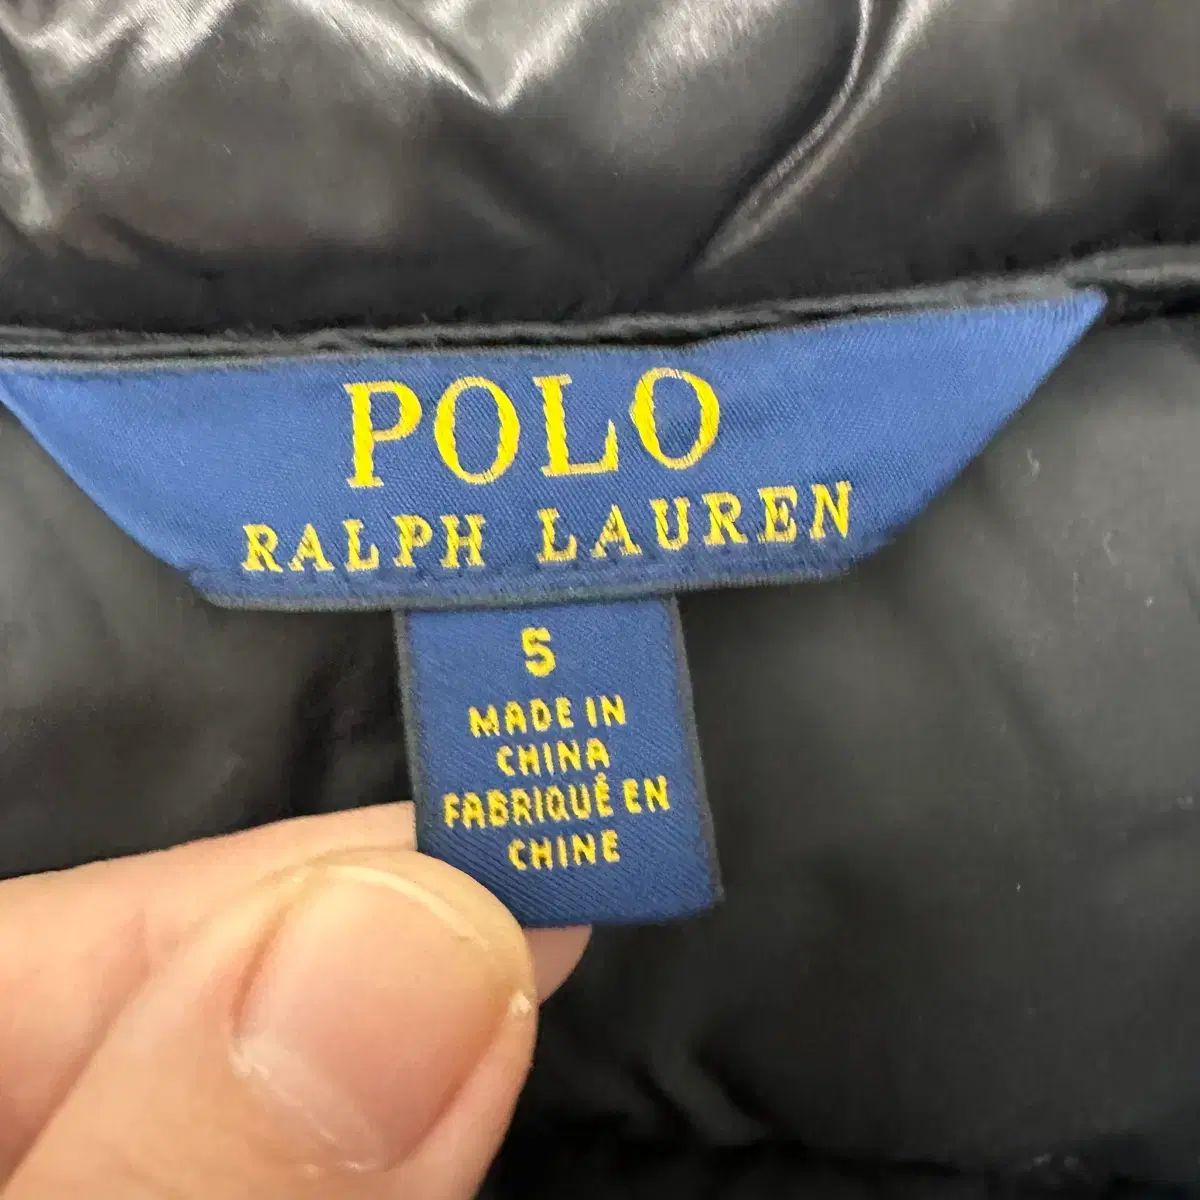 POLO
RALPH LAUREN
5
MADE IN
CHINA
FABRIQUÉ EN
CHINE